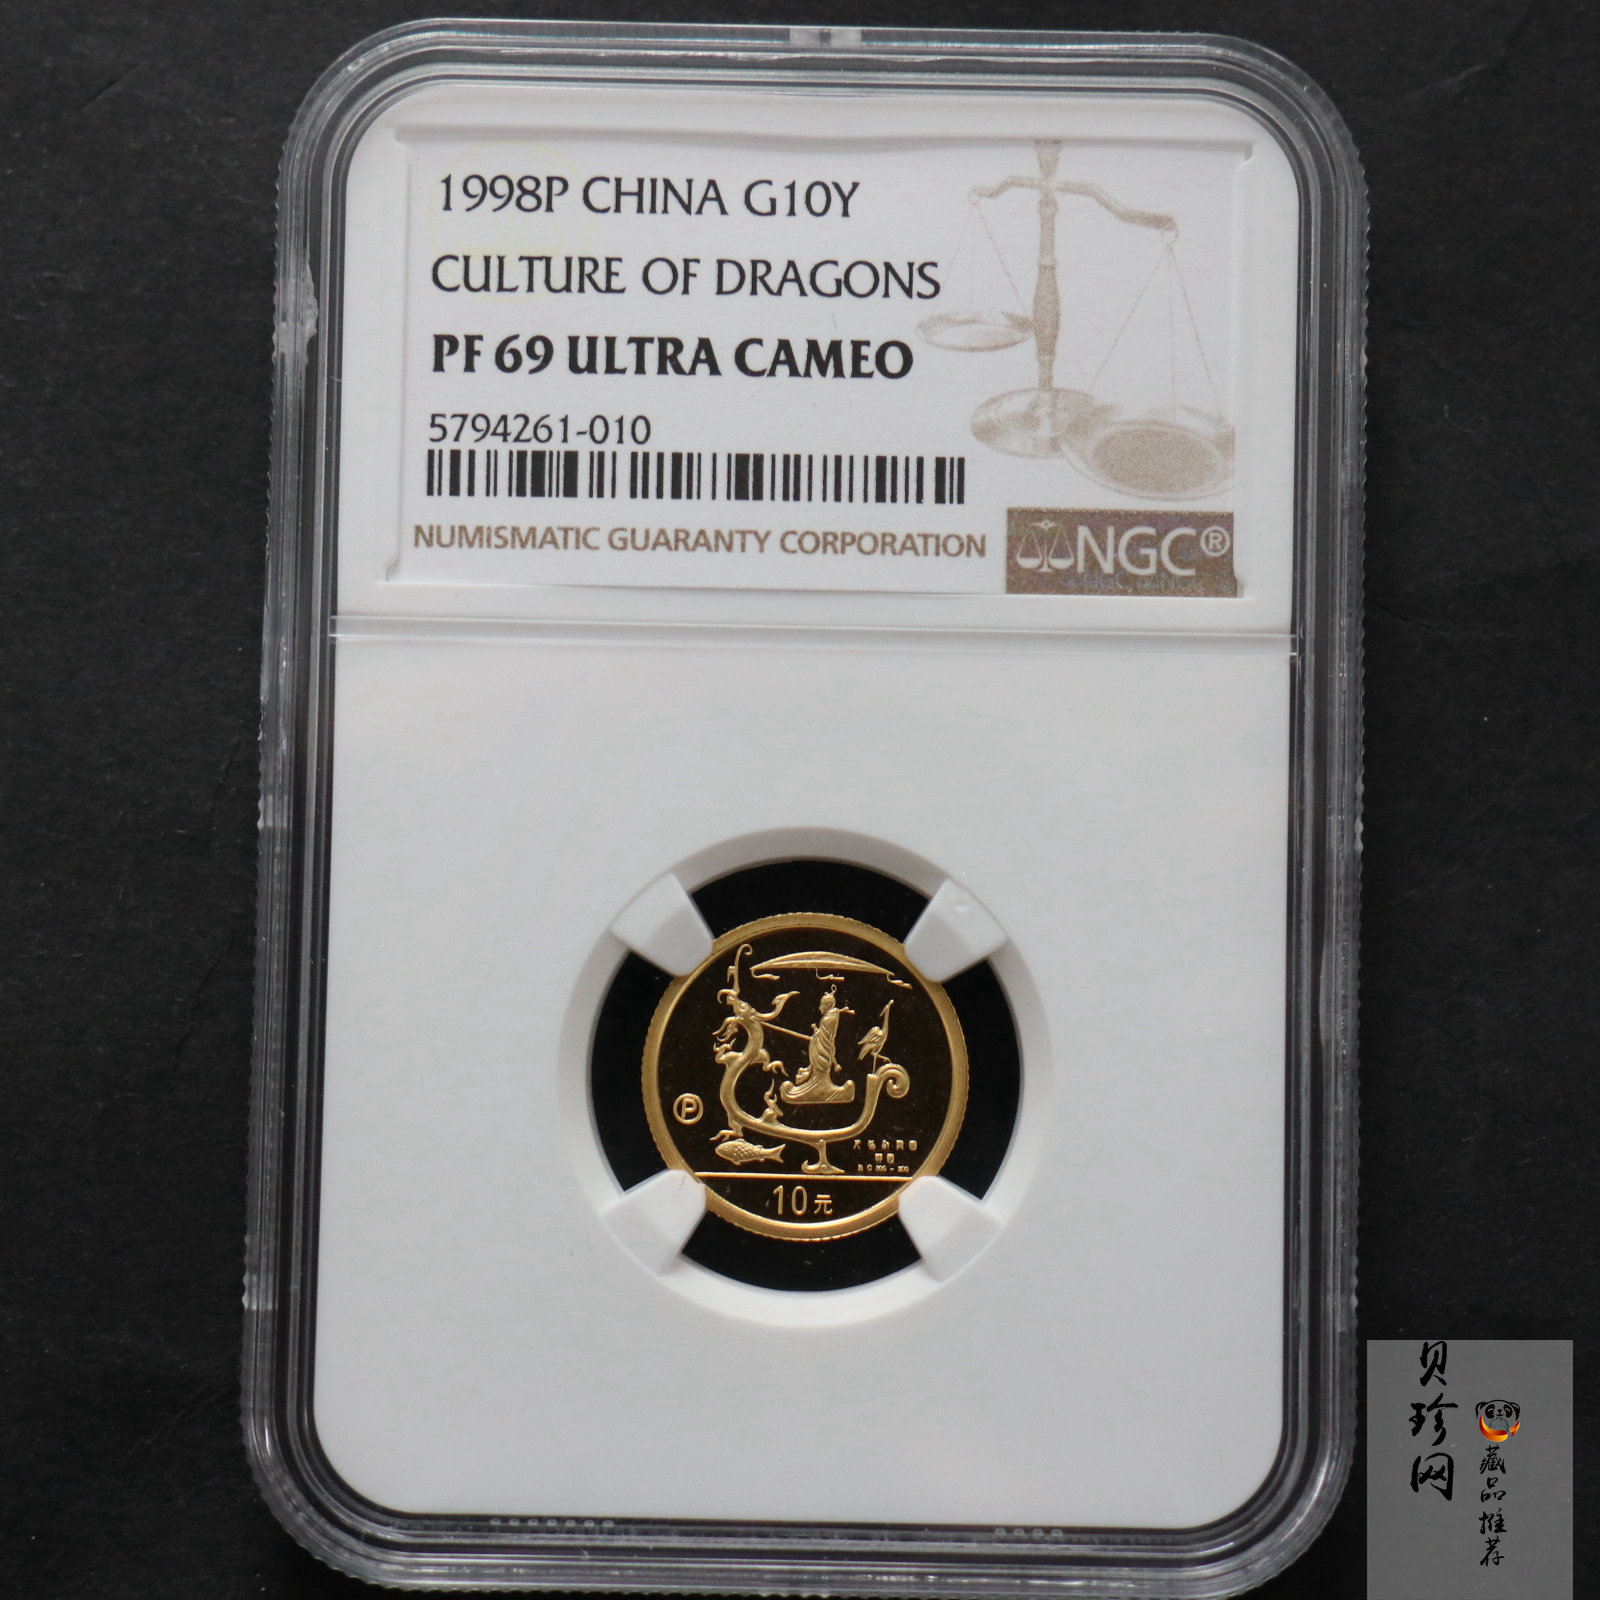 1998P CHINA G10Y
CULTURE OF DRAGONS
PF 69 ULTRA CAMEO
5794261-010
NUMISMATIC GUARANTY CORPORATION
NGC®
P
10元
贝珍网
藏品推荐